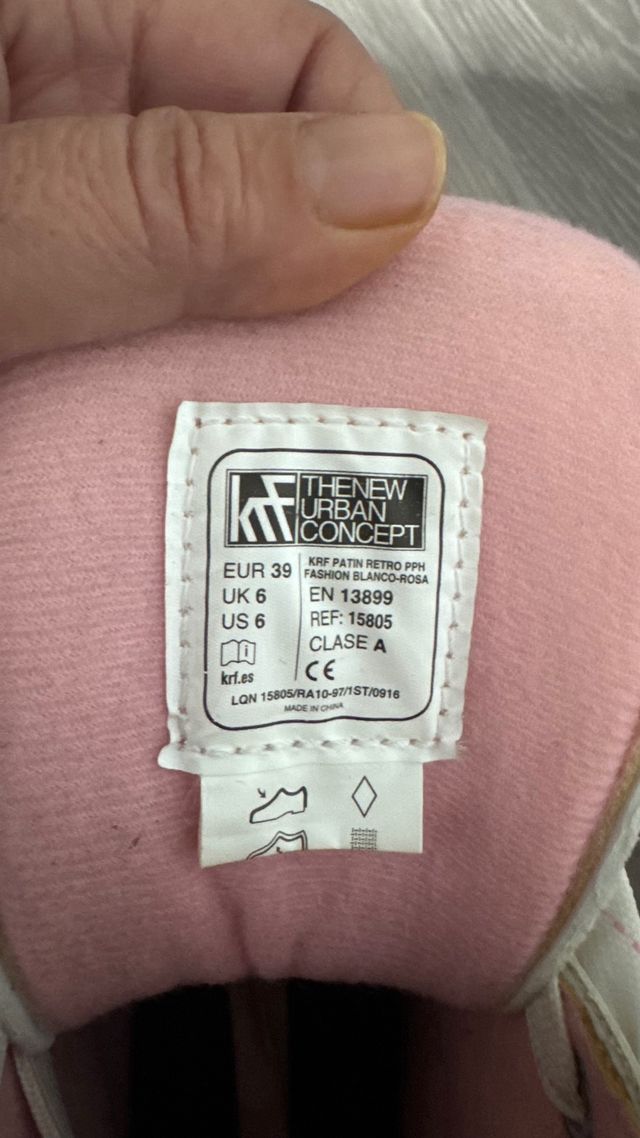 krf THENEW
URBAN
CONCEPT
EUR 39
UK 6
US 6
i
krf.es
KRF PATIN RETRO PPH
FASHION BLANCO-ROSA
EN 13899
REF: 15805
CLASE A
CE
LQN 15805/RA10-97/1ST/0916
MADE IN CHINA